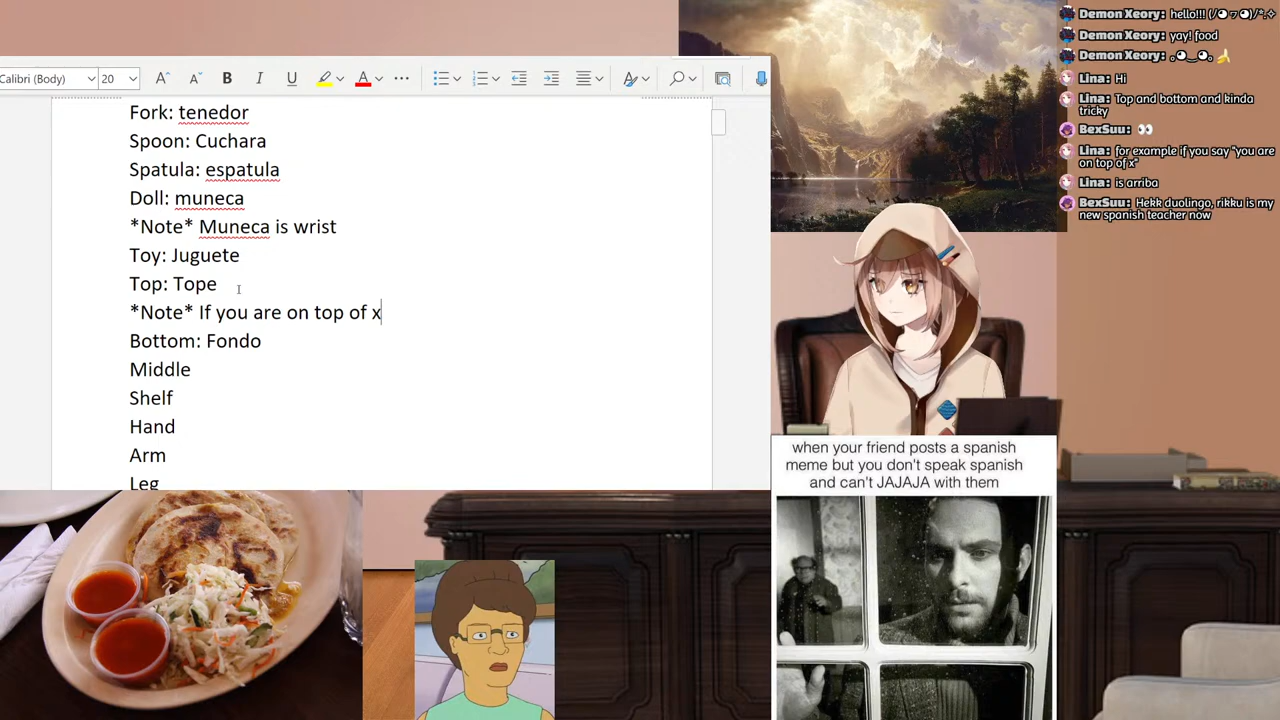 Calibri (Body) 20 B I U A
Fork: tenedor
Spoon: Cuchara
Spatula: espatula
Doll: muneca
*Note* Muneca is wrist
Toy: Juguete
Top: Tope
*Note* If you are on top of x
Bottom: Fondo
Middle
Shelf
Hand
Arm
Leg
Demon Xeory: hello!!! (/◕ヮ◕)/*.✧
Demon Xeory: yay! food
Demon Xeory: 。◕‿◕。🍌
Lina: Hi
Lina: Top and bottom and kinda
tricky
BexSuu: 👀
Lina: for example if you say "you are
on top of x"
Lina: is arriba
BexSuu: Hekk duolingo, rikku is my
new spanish teacher now
when your friend posts a spanish
meme but you don't speak spanish
and can't JAJAJA with them